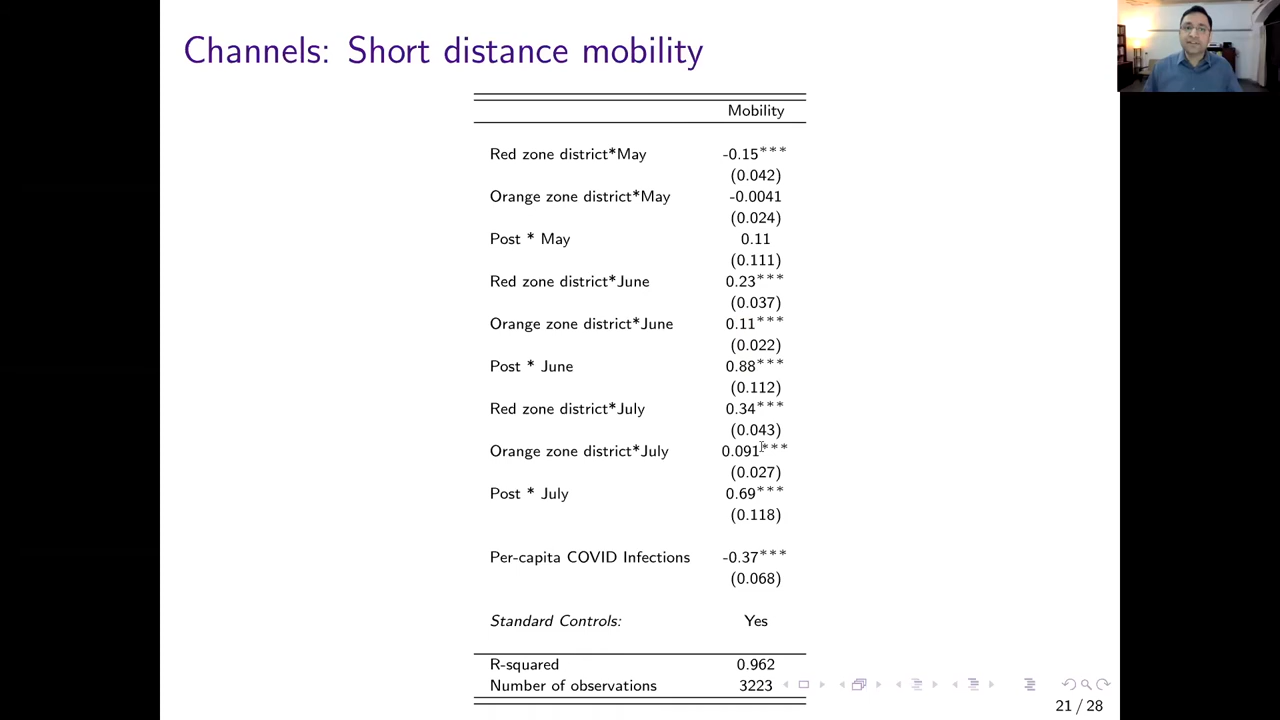 Channels: Short distance mobility
Mobility
Red zone district*May -0.15***
(0.042)
Orange zone district*May -0.0041
(0.024)
Post * May 0.11
(0.111)
Red zone district*June 0.23***
(0.037)
Orange zone district*June 0.11***
(0.022)
Post * June 0.88***
(0.112)
Red zone district*July 0.34***
(0.043)
Orange zone district*July 0.091***
(0.027)
Post * July 0.69***
(0.118)
Per-capita COVID Infections -0.37***
(0.068)
Standard Controls: Yes
R-squared 0.962
Number of observations 3223
21 / 28